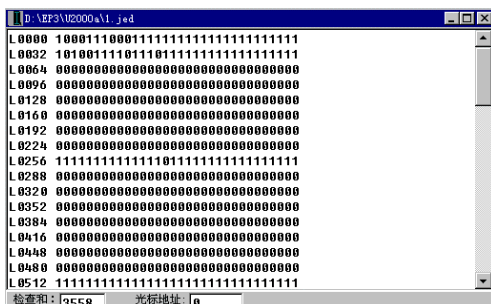 D:\EP3\U2000a\1.jed
L0000 10001110001111111111111111111111
L0032 10100111101110111111111111111111
L0064 00000000000000000000000000000000
L0096 00000000000000000000000000000000
L0128 00000000000000000000000000000000
L0160 00000000000000000000000000000000
L0192 00000000000000000000000000000000
L0224 00000000000000000000000000000000
L0256 11111111111111011111111111111111
L0288 00000000000000000000000000000000
L0320 00000000000000000000000000000000
L0352 00000000000000000000000000000000
L0384 00000000000000000000000000000000
L0416 00000000000000000000000000000000
L0448 00000000000000000000000000000000
L0480 00000000000000000000000000000000
L0512 11111111111111111111111111111111
检查和: 3558 光标地址: 0